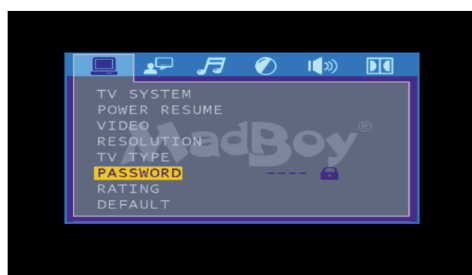 TV SYSTEM
POWER RESUME
VIDEO
RESOLUTION
TV TYPE
PASSWORD ----
RATING
DEFAULT
MadBoy®